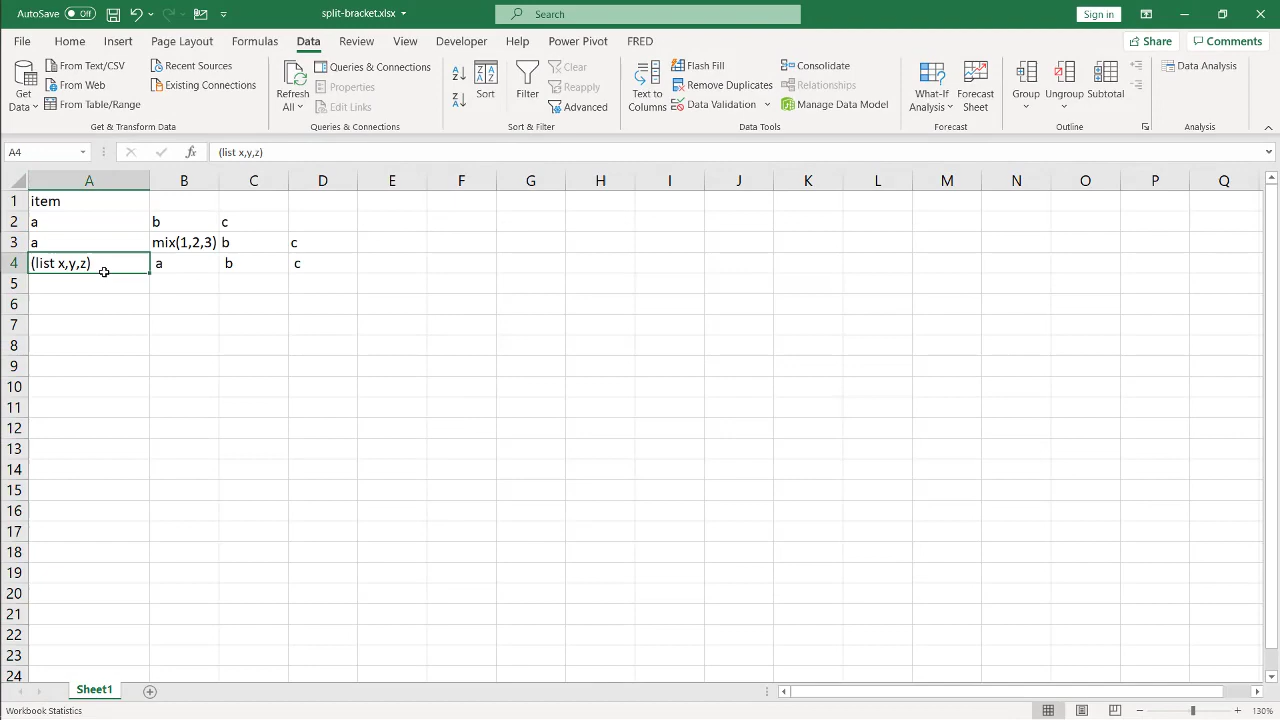 AutoSave Off split-bracket.xlsx Search Sign in
File Home Insert Page Layout Formulas Data Review View Developer Help Power Pivot FRED Share Comments
Get Data
From Text/CSV
From Web
From Table/Range
Recent Sources
Existing Connections
Get & Transform Data
Refresh All
Queries & Connections
Properties
Edit Links
Queries & Connections
Sort
Filter
Clear
Reapply
Advanced
Sort & Filter
Text to Columns
Flash Fill
Remove Duplicates
Data Validation
Consolidate
Relationships
Manage Data Model
Data Tools
What-If Analysis
Forecast Sheet
Forecast
Group
Ungroup
Subtotal
Outline
Data Analysis
Analysis
A4 fx (list x,y,z)
A B C D E F G H I J K L M N O P Q
1 item
2 a b c
3 a mix(1,2,3) b c
4 (list x,y,z) a b c
5
6
7
8
9
10
11
12
13
14
15
16
17
18
19
20
21
22
23
24
Sheet1
Workbook Statistics 130%